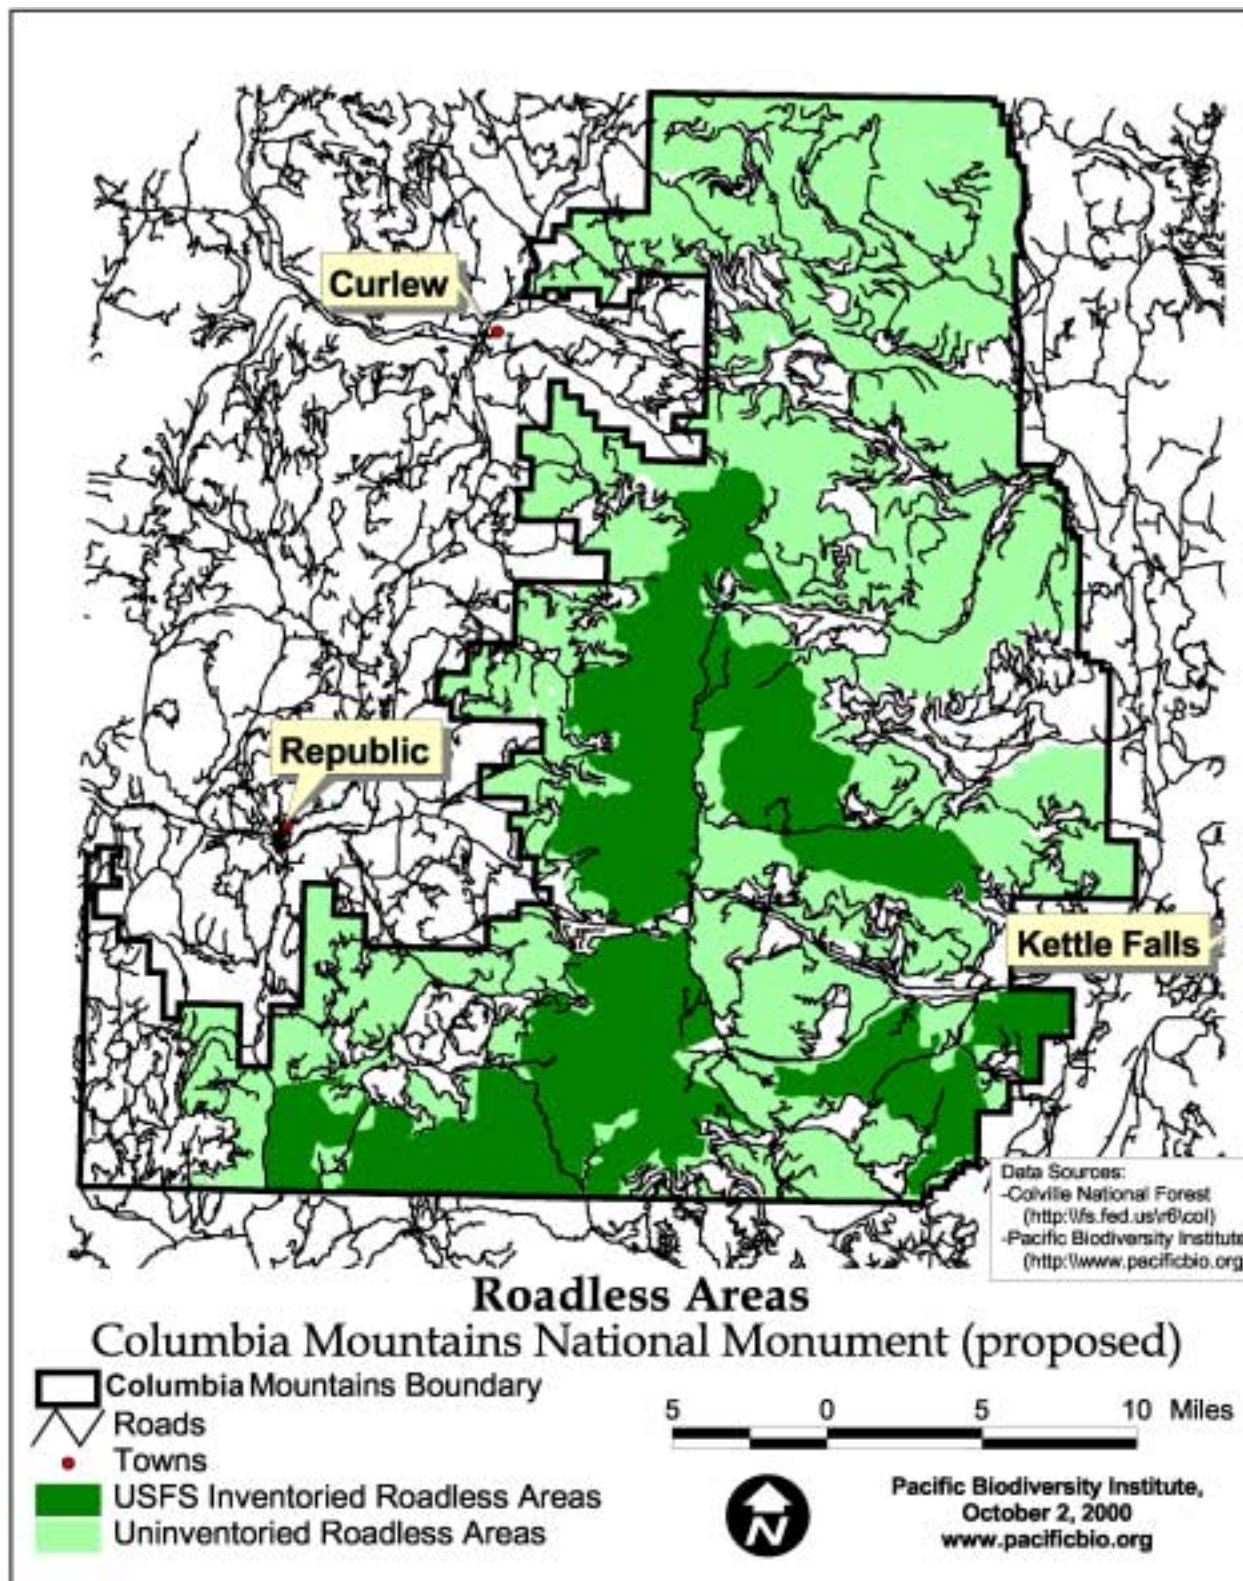 Curlew
Republic
Kettle Falls
Data Sources:
-Colville National Forest
(http:\\fs.fed.us\r6\col)
-Pacific Biodiversity Institute
(http:\\www.pacificbio.org
Roadless Areas
Columbia Mountains National Monument (proposed)
Columbia Mountains Boundary
Roads
Towns
USFS Inventoried Roadless Areas
Uninventoried Roadless Areas
5 0 5 10 Miles
N
Pacific Biodiversity Institute,
October 2, 2000
www.pacificbio.org